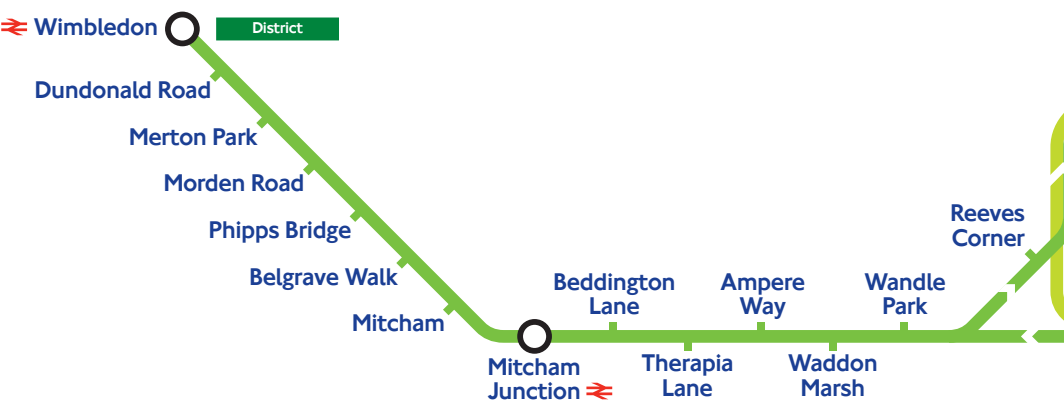 Wimbledon
District
Dundonald Road
Merton Park
Morden Road
Phipps Bridge
Belgrave Walk
Mitcham
Mitcham
Junction
Beddington
Lane
Therapia
Lane
Ampere
Way
Waddon
Marsh
Wandle
Park
Reeves
Corner